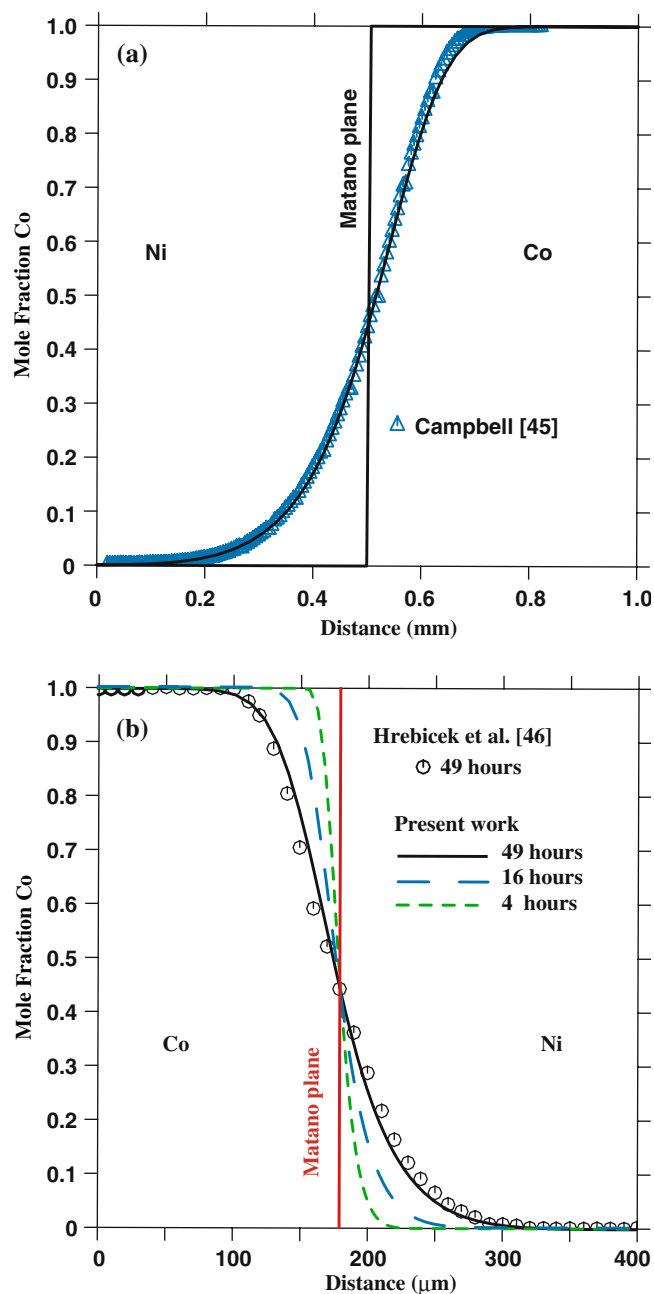 (a)
1.0
0.9
0.8
0.7
0.6
0.5
0.4
0.3
0.2
0.1
0
Mole Fraction Co
Matano plane
Ni
Co
Campbell [45]
0 0.2 0.4 0.6 0.8 1.0
Distance (mm)
(b)
1.0
0.9
0.8
0.7
0.6
0.5
0.4
0.3
0.2
0.1
0
Mole Fraction Co
Hrebicek et al. [46]
49 hours
Present work
49 hours
16 hours
4 hours
Co
Matano plane
Ni
0 100 200 300 400
Distance (μm)